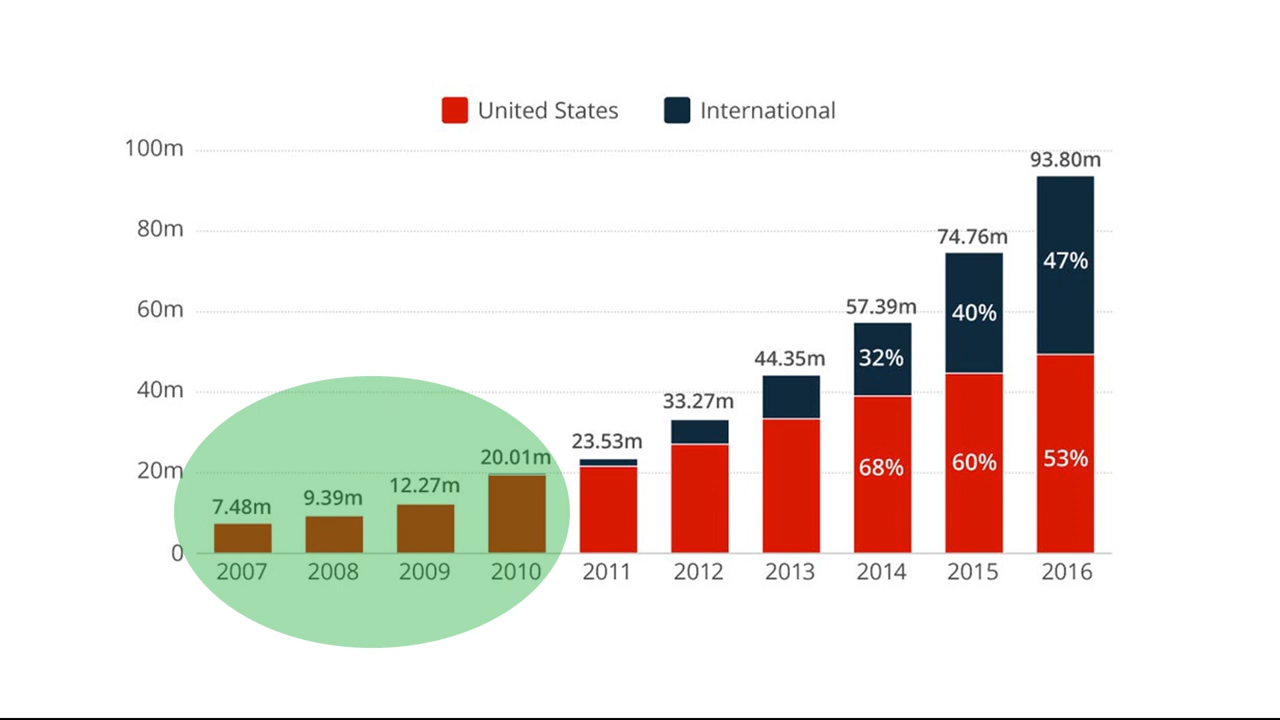 United States International
100m
93.80m
80m
74.76m
47%
60m
57.39m
40%
44.35m
32%
40m
33.27m
23.53m
20.01m
20m
12.27m
9.39m
7.48m
68%
60%
53%
0
2007 2008 2009 2010 2011 2012 2013 2014 2015 2016